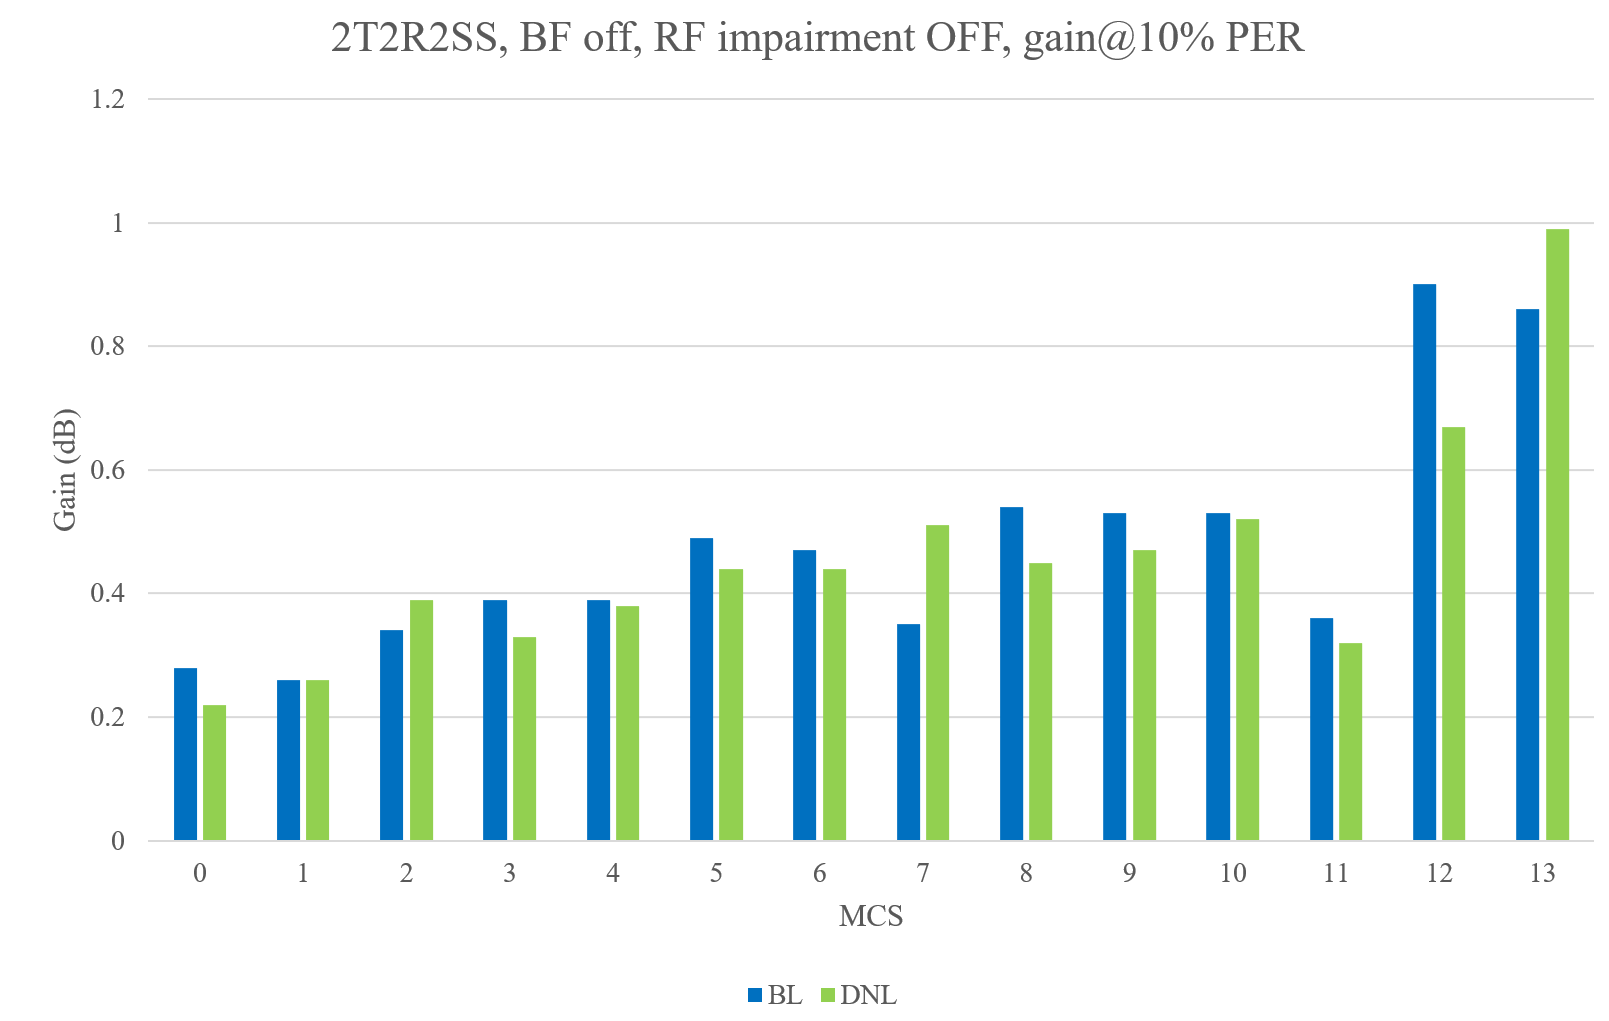 2T2R2SS, BF off, RF impairment OFF, gain@10% PER
1.2
1
0.8
0.6
0.4
0.2
0
Gain (dB)
0 1 2 3 4 5 6 7 8 9 10 11 12 13
MCS
BL DNL